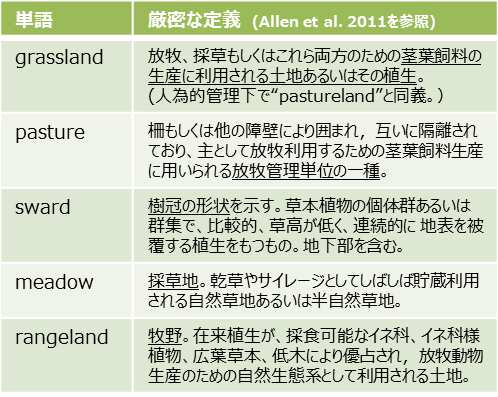 単語 厳密な定義 (Allen et al. 2011を参照)
grassland 放牧、採草もしくはこれら両方のための茎葉飼料の
生産に利用される土地あるいはその植生。
(人為的管理下で“pastureland”と同義。)
pasture 柵もしくは他の障壁により囲まれ，互いに隔離され
ており、主として放牧利用するための茎葉飼料生産
に用いられる放牧管理単位の一種。
sward 樹冠の形状を示す。草本植物の個体群あるいは
群集で、比較的、草高が低く、連続的に 地表を被
覆する植生をもつもの。地下部を含む。
meadow 採草地。乾草やサイレージとしてしばしば貯蔵利用
される自然草地あるいは半自然草地。
rangeland 牧野。在来植生が、採食可能なイネ科、イネ科様
植物、広葉草本、低木により優占され，放牧動物
生産のための自然生態系として利用される土地。